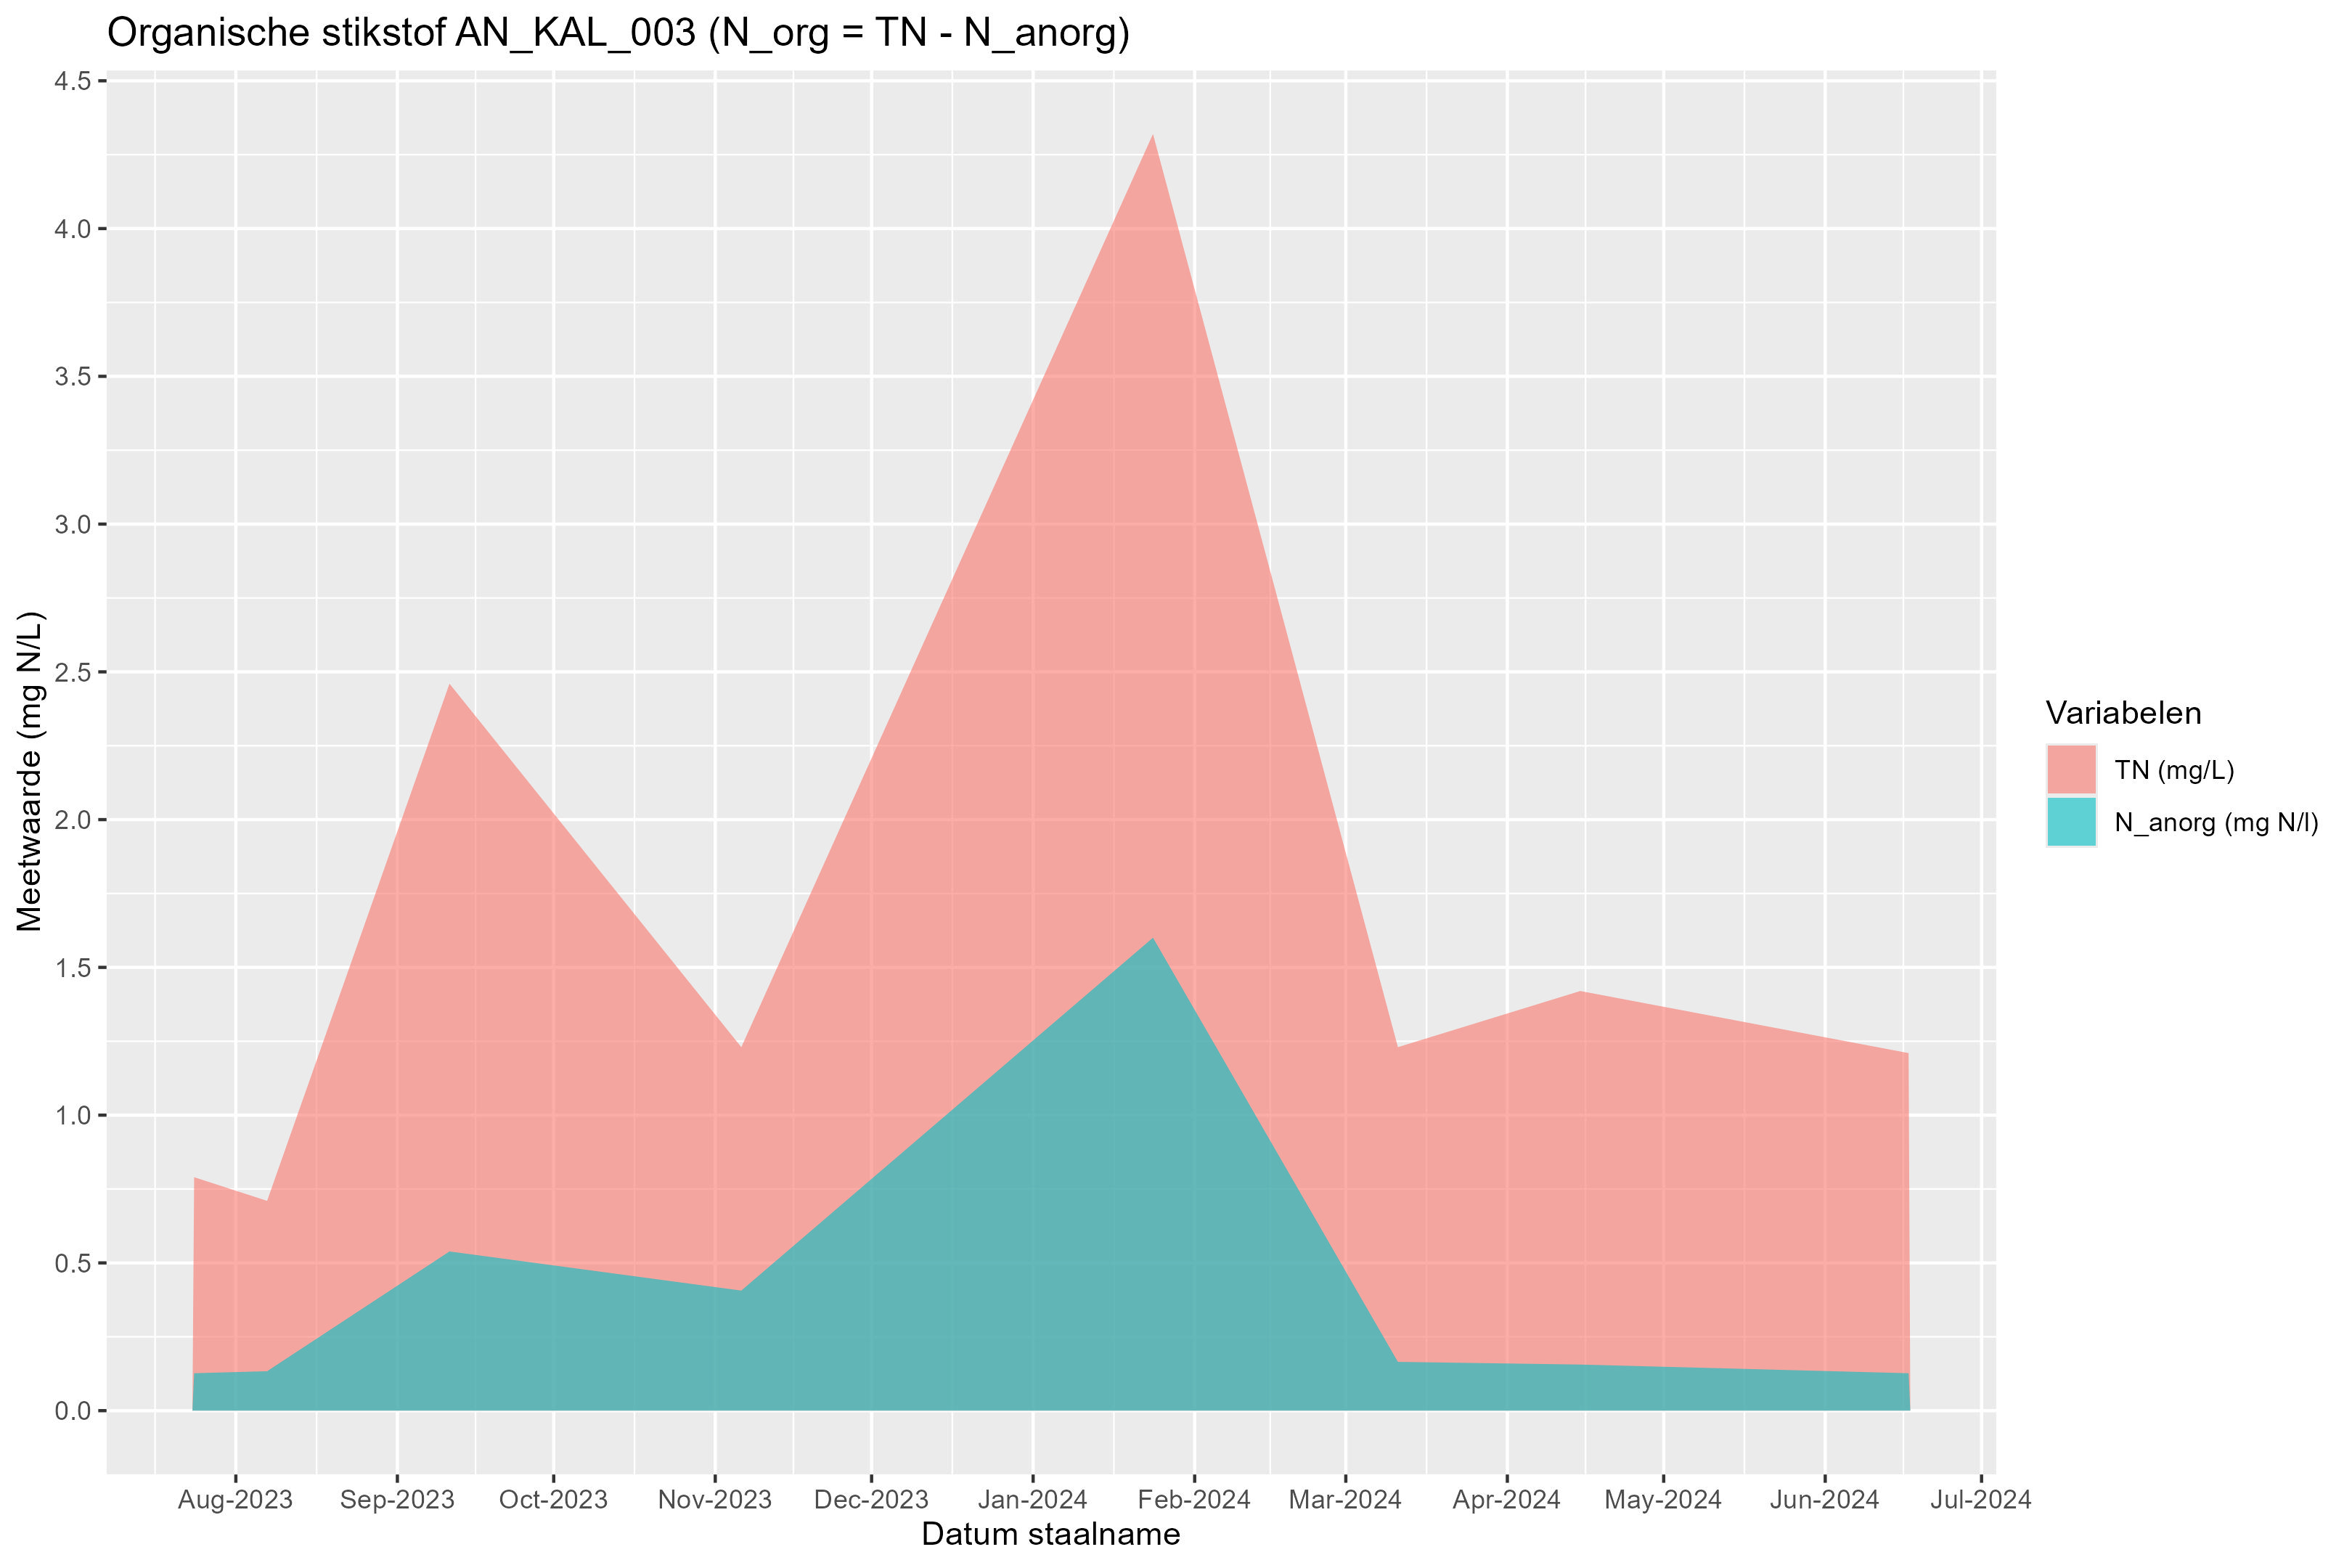 Organische stikstof AN_KAL_003 (N_org = TN - N_anorg)
4.5
4.0
3.5
3.0
2.5
2.0
1.5
1.0
0.5
0.0
Meetwaarde (mg N/L)
Aug-2023 Sep-2023 Oct-2023 Nov-2023 Dec-2023 Jan-2024 Feb-2024 Mar-2024 Apr-2024 May-2024 Jun-2024 Jul-2024
Datum staalname
Variabelen
TN (mg/L)
N_anorg (mg N/l)